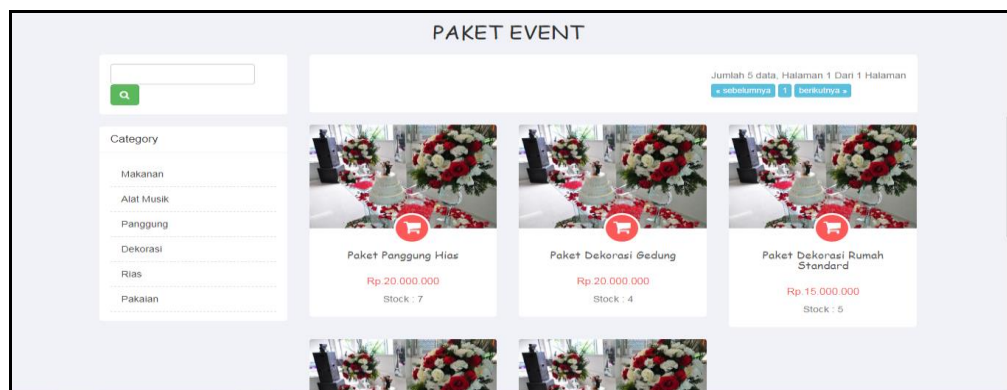 PAKET EVENT
Jumlah 5 data, Halaman 1 Dari 1 Halaman
« sebelumnya 1 berikutnya »
Category
Makanan
Alat Musik
Panggung
Dekorasi
Rias
Pakaian
Paket Panggung Hias
Rp.20.000.000
Stock : 7
Paket Dekorasi Gedung
Rp.20.000.000
Stock : 4
Paket Dekorasi Rumah
Standard
Rp.15.000.000
Stock : 5